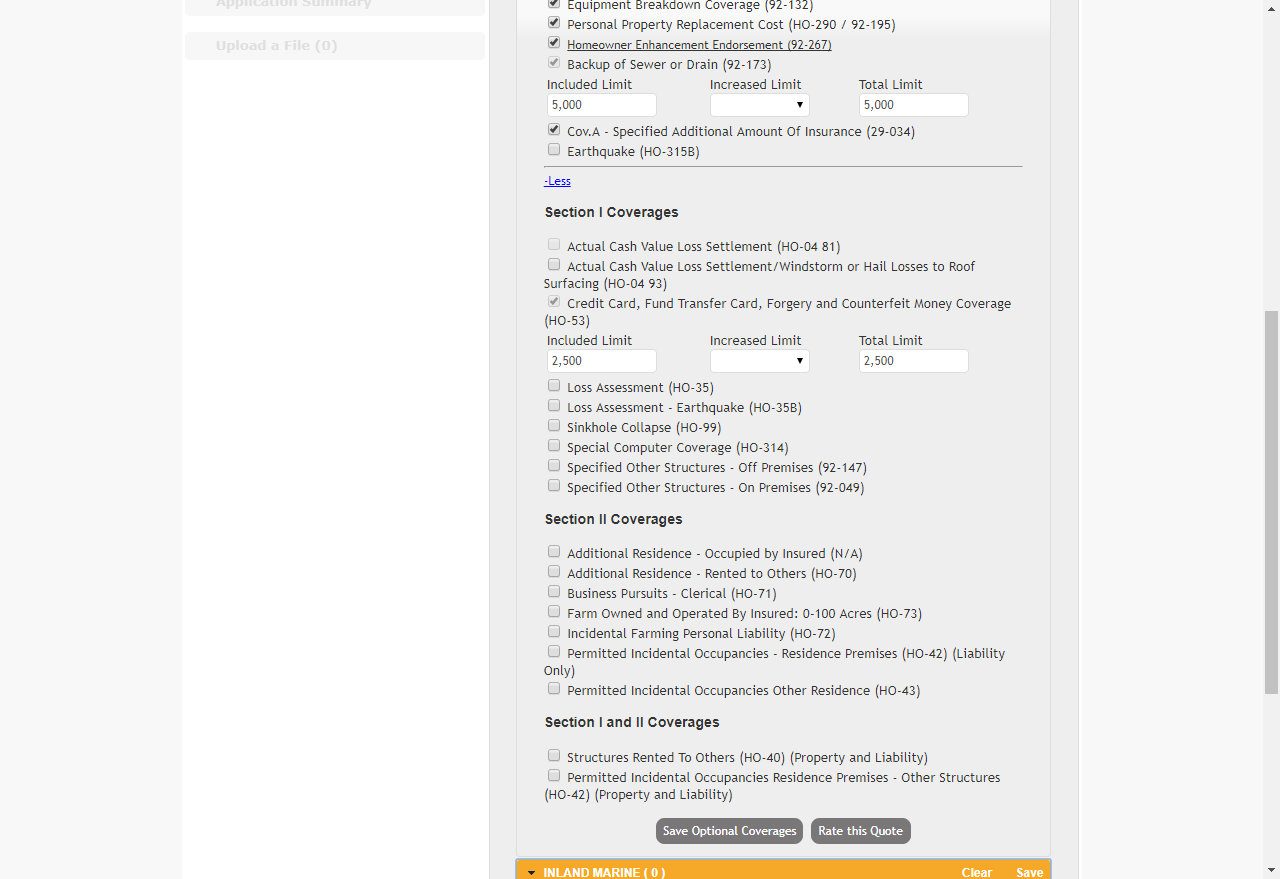 Application Summary
Upload a File (0)
Equipment Breakdown Coverage (92-132)
Personal Property Replacement Cost (HO-290 / 92-195)
Homeowner Enhancement Endorsement (92-267)
Backup of Sewer or Drain (92-173)
Included Limit Increased Limit Total Limit
5,000 5,000
Cov.A - Specified Additional Amount Of Insurance (29-034)
Earthquake (HO-315B)
-Less
Section I Coverages
Actual Cash Value Loss Settlement (HO-04 81)
Actual Cash Value Loss Settlement/Windstorm or Hail Losses to Roof
Surfacing (HO-04 93)
Credit Card, Fund Transfer Card, Forgery and Counterfeit Money Coverage
(HO-53)
Included Limit Increased Limit Total Limit
2,500 2,500
Loss Assessment (HO-35)
Loss Assessment - Earthquake (HO-35B)
Sinkhole Collapse (HO-99)
Special Computer Coverage (HO-314)
Specified Other Structures - Off Premises (92-147)
Specified Other Structures - On Premises (92-049)
Section II Coverages
Additional Residence - Occupied by Insured (N/A)
Additional Residence - Rented to Others (HO-70)
Business Pursuits - Clerical (HO-71)
Farm Owned and Operated By Insured: 0-100 Acres (HO-73)
Incidental Farming Personal Liability (HO-72)
Permitted Incidental Occupancies - Residence Premises (HO-42) (Liability
Only)
Permitted Incidental Occupancies Other Residence (HO-43)
Section I and II Coverages
Structures Rented To Others (HO-40) (Property and Liability)
Permitted Incidental Occupancies Residence Premises - Other Structures
(HO-42) (Property and Liability)
Save Optional Coverages Rate this Quote
INLAND MARINE ( 0 ) Clear Save